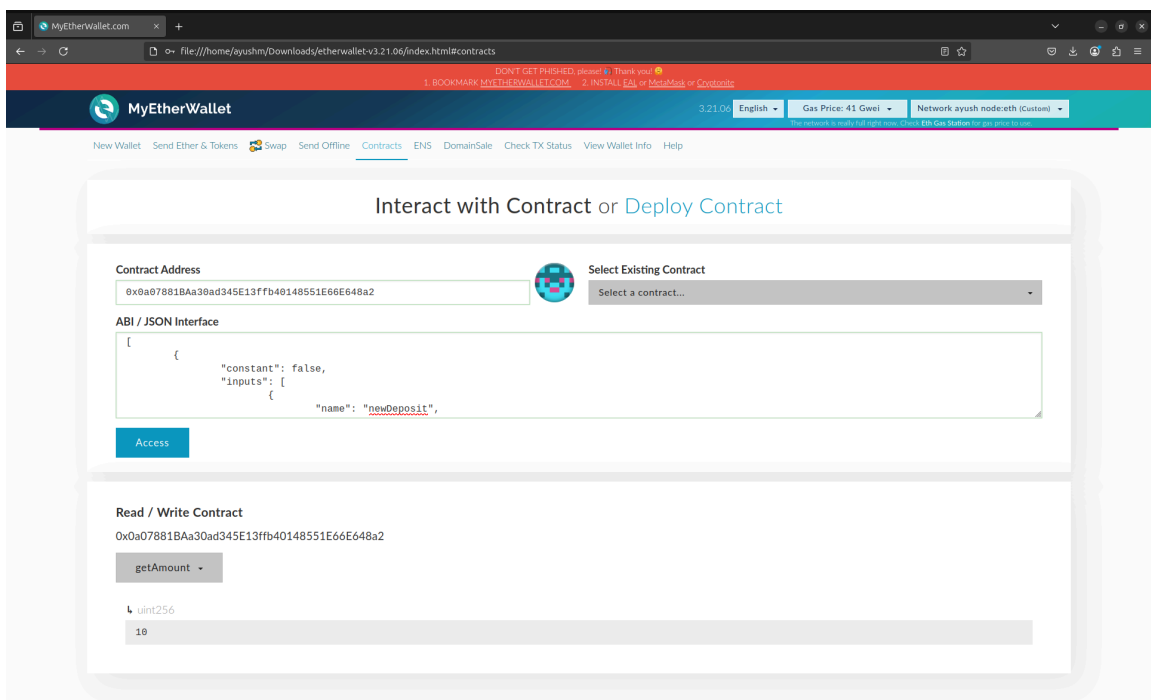 MyEtherWallet.com × +
file:///home/ayushm/Downloads/etherwallet-v3.21.06/index.html#contracts
DON'T GET PHISHED, please! Thank you!
1. BOOKMARK MYETHERWALLET.COM 2. INSTALL EAL or MetaMask or Cryptonite
MyEtherWallet 3.21.06 English Gas Price: 41 Gwei Network ayush node:eth (Custom)
The network is really full right now. Check Eth Gas Station for gas price to use.
New Wallet Send Ether & Tokens Swap Send Offline Contracts ENS DomainSale Check TX Status View Wallet Info Help
Interact with Contract or Deploy Contract
Contract Address Select Existing Contract
0x0a07881BAa30ad345E13ffb40148551E66E648a2 Select a contract...
ABI / JSON Interface
[
{
"constant": false,
"inputs": [
{
"name": "newDeposit",
Access
Read / Write Contract
0x0a07881BAa30ad345E13ffb40148551E66E648a2
getAmount
↳ uint256
10